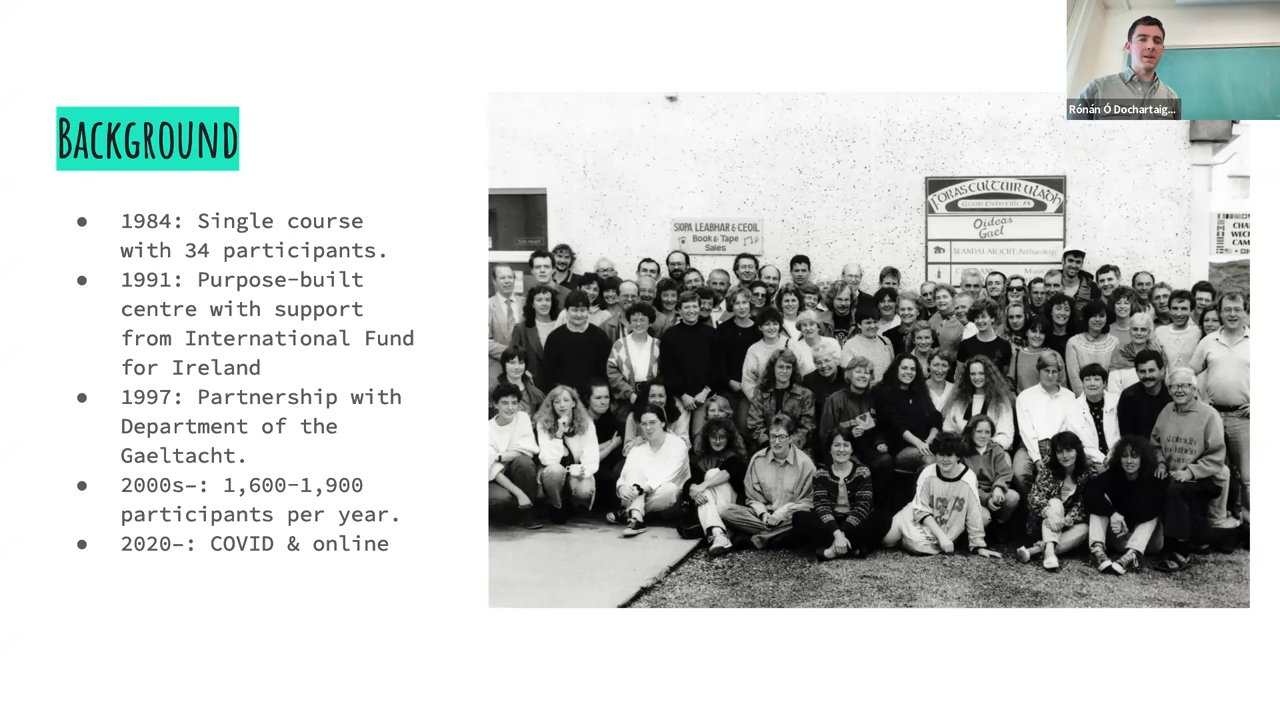 BACKGROUND
● 1984: Single course
with 34 participants.
● 1991: Purpose-built
centre with support
from International Fund
for Ireland
● 1997: Partnership with
Department of the
Gaeltacht.
● 2000s–: 1,600-1,900
participants per year.
● 2020–: COVID & online
Rónán Ó Dochartaig...
FORAS CULTÚIR ULADH
Oideas
Gael
SEANDÁLAÍOCHT Archaeology
SIOPA LEABHAR & CEOIL
Book & Tape
Sales